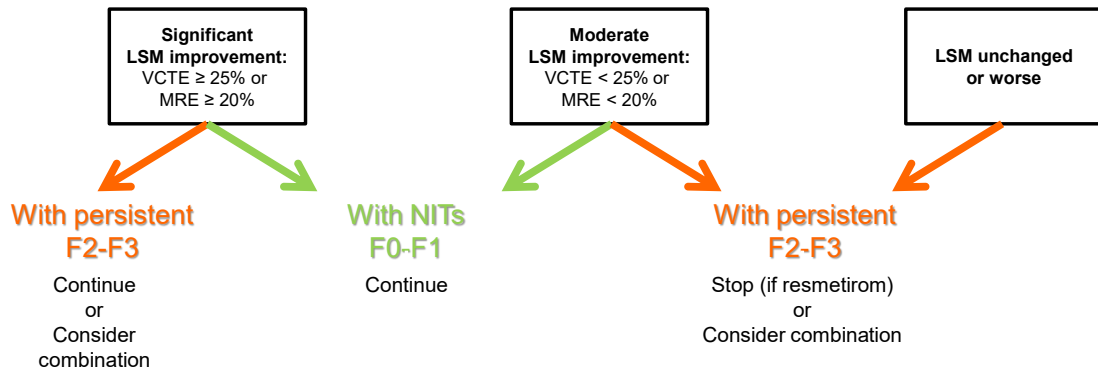 Significant
LSM improvement:
VCTE ≥ 25% or
MRE ≥ 20%
Moderate
LSM improvement:
VCTE < 25% or
MRE < 20%
LSM unchanged
or worse
With persistent
F2-F3
Continue
or
Consider
combination
With NITs
F0-F1
Continue
With persistent
F2-F3
Stop (if resmetirom)
or
Consider combination